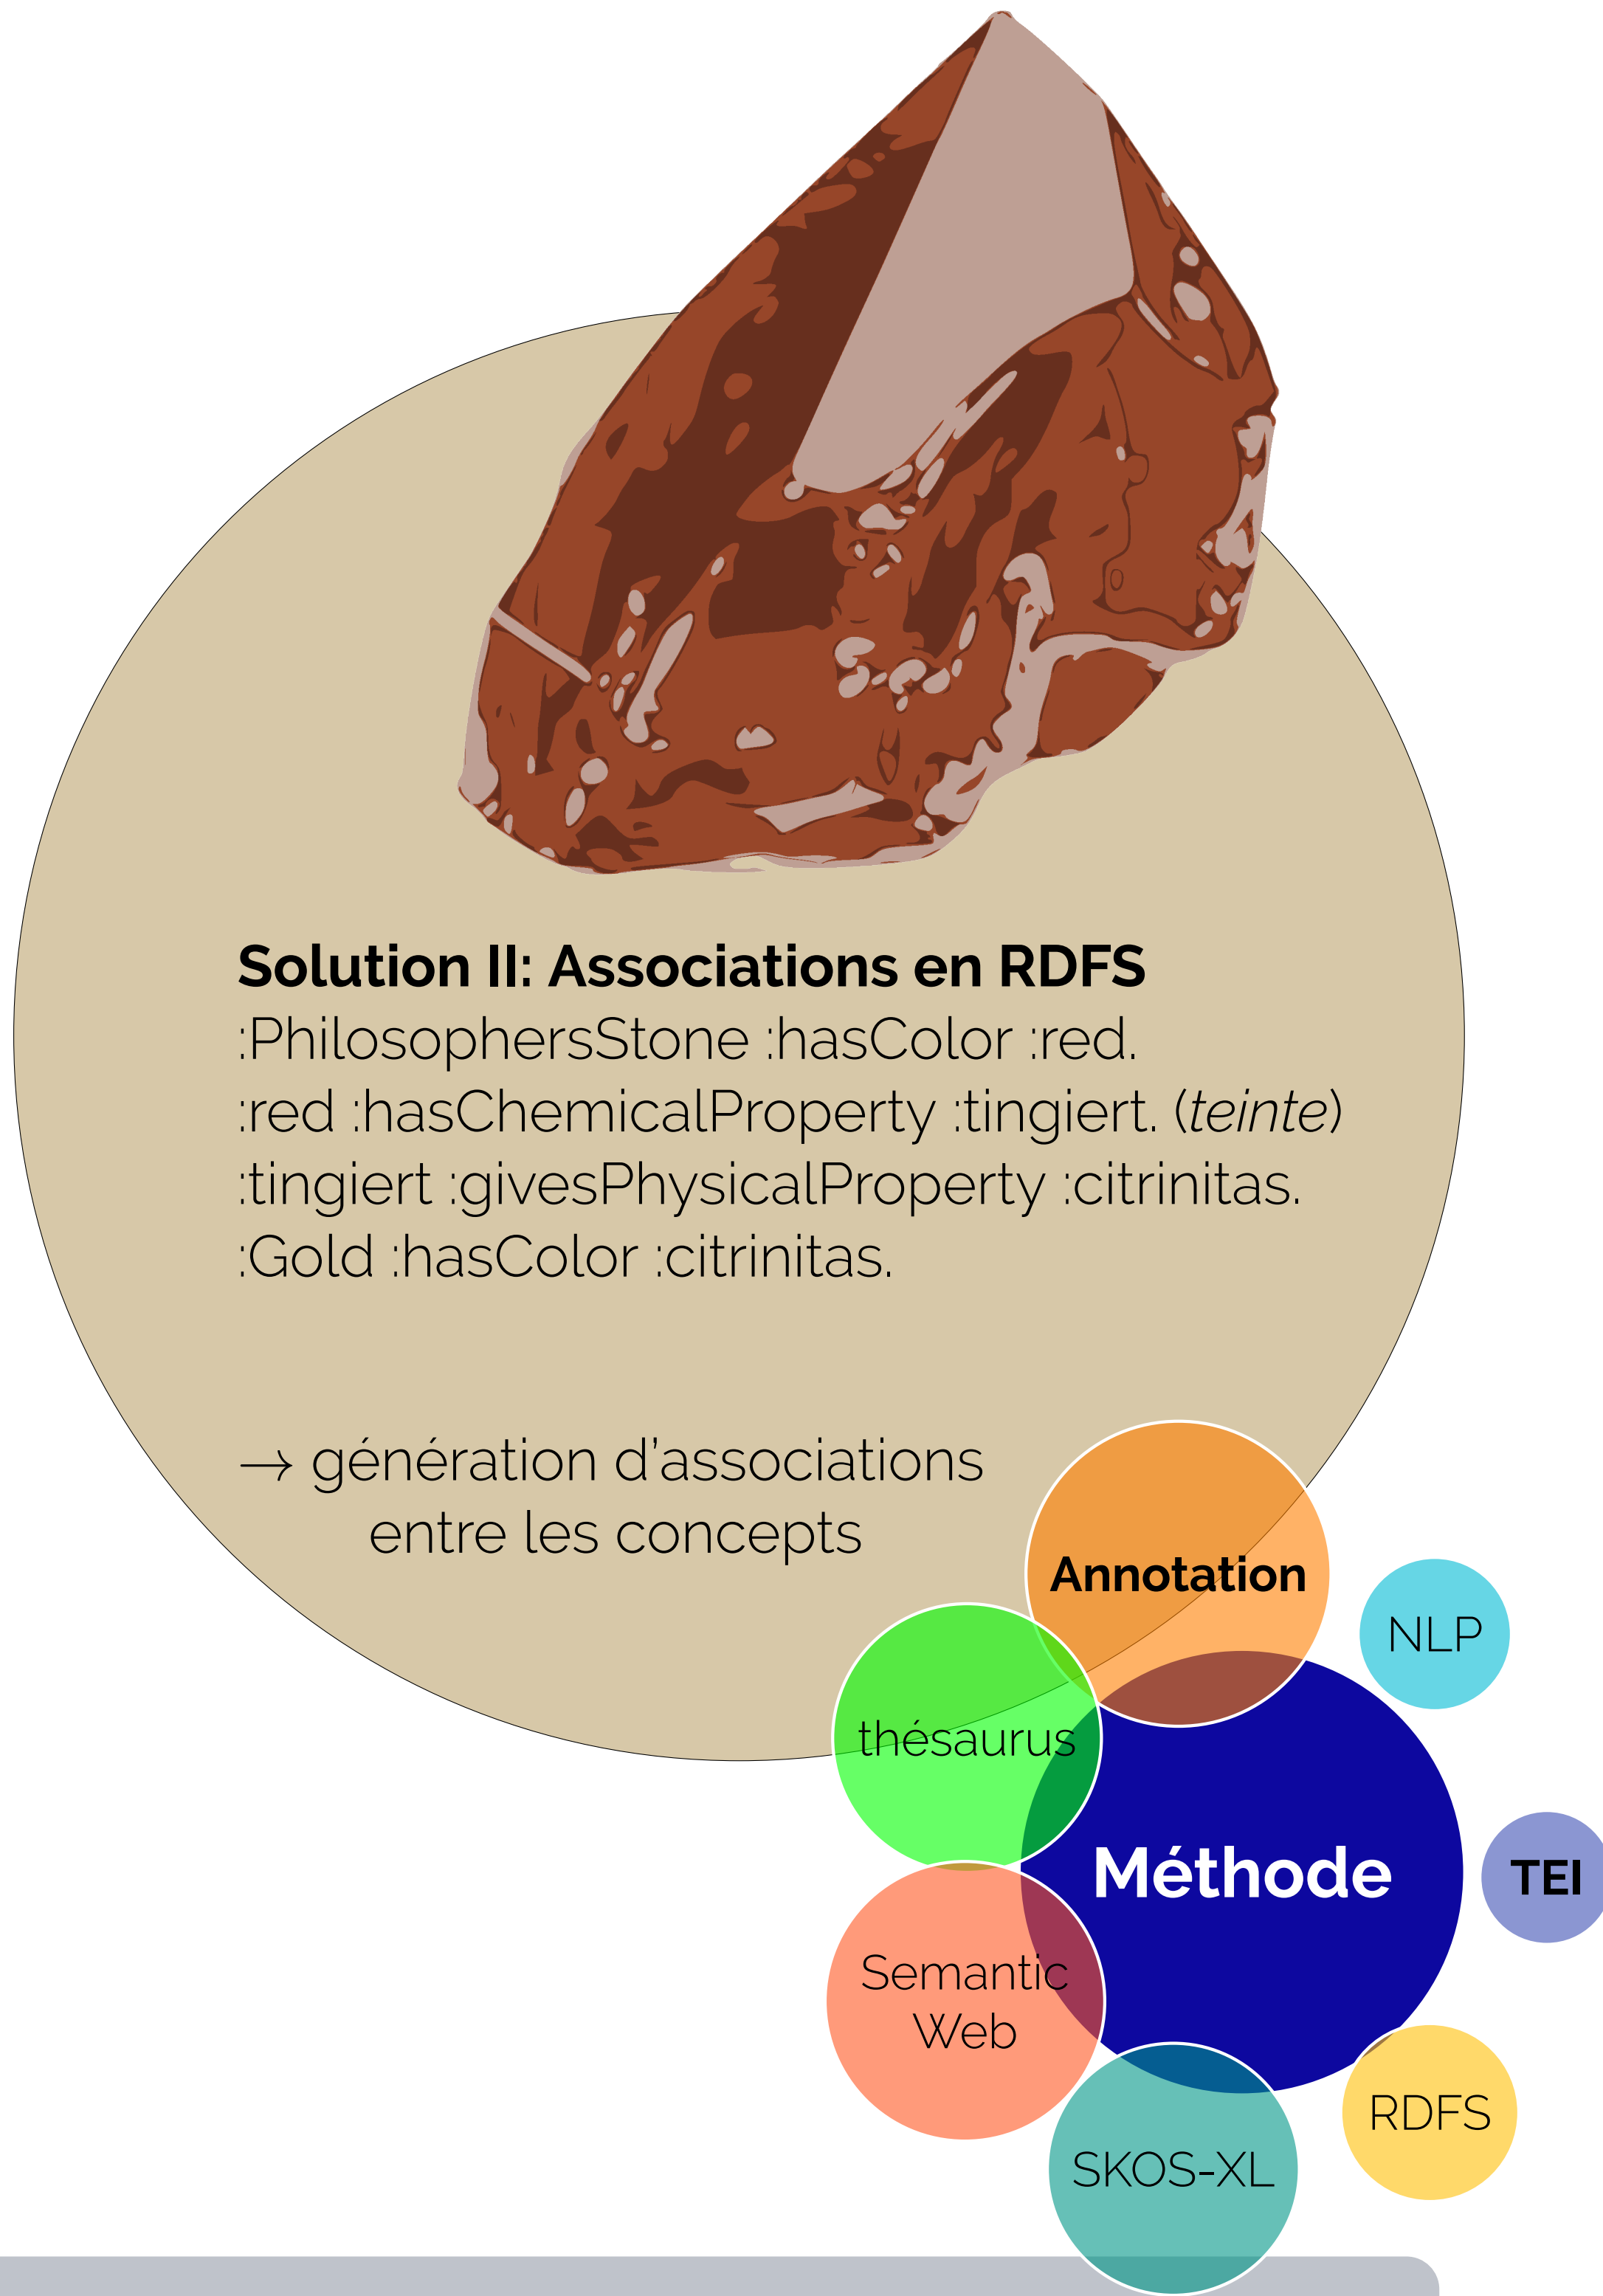 Solution II: Associations en RDFS
:PhilosophersStone :hasColor :red.
:red :hasChemicalProperty :tingiert. (teinte)
:tingiert :givesPhysicalProperty :citrinitas.
:Gold :hasColor :citrinitas.
→ génération d’associations
entre les concepts
Annotation
NLP
thésaurus
Méthode
TEI
Semantic
Web
RDFS
SKOS-XL